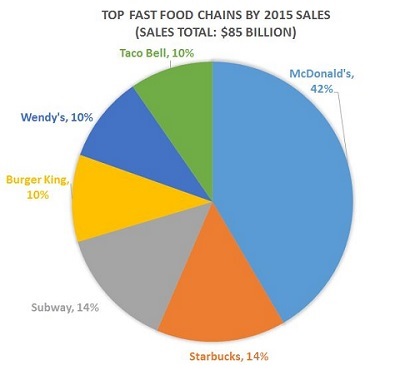 TOP FAST FOOD CHAINS BY 2015 SALES
(SALES TOTAL: $85 BILLION)
Taco Bell, 10%
McDonald's,
42%
Wendy's, 10%
Burger King,
10%
Subway, 14%
Starbucks, 14%